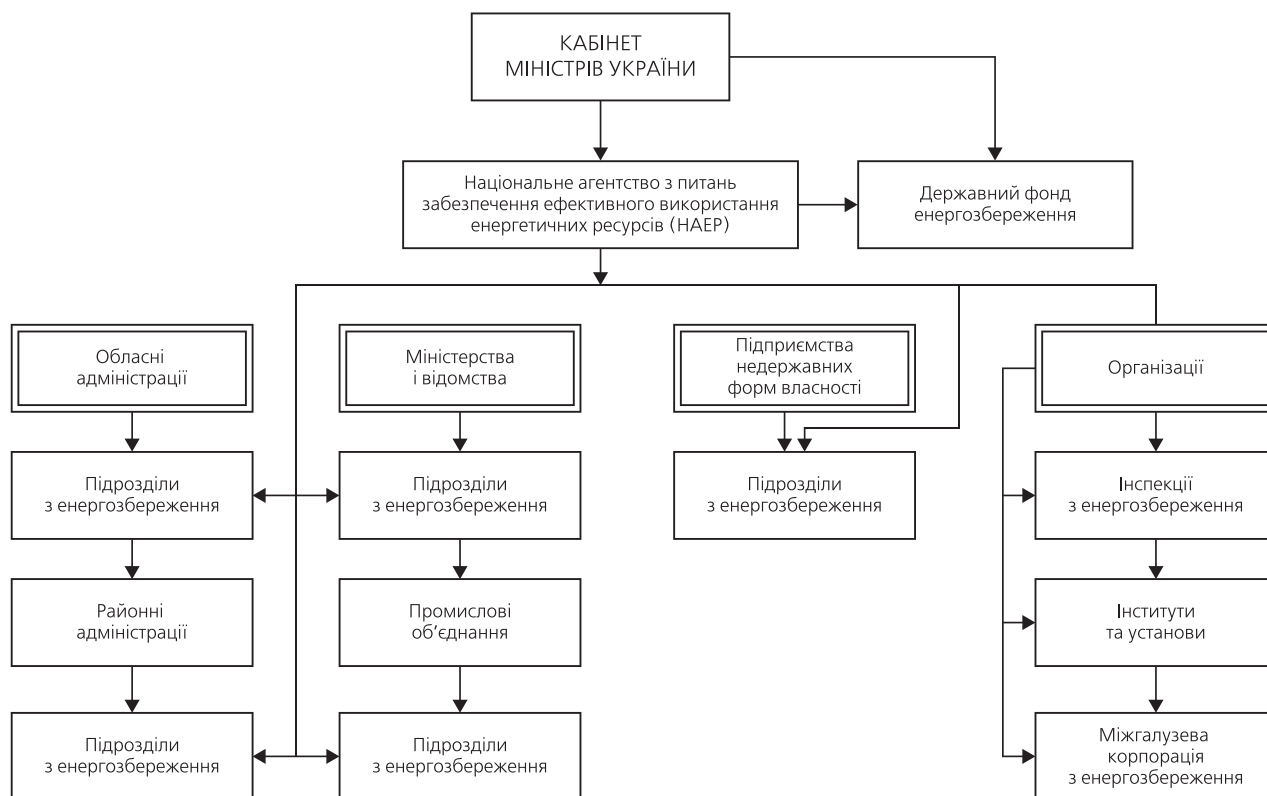 КАБІНЕТ
МІНІСТРІВ УКРАЇНИ
Національне агентство з питань
забезпечення ефективного використання
енергетичних ресурсів (НАЕР)
Державний фонд
енергозбереження
Обласні
адміністрації
Міністерства
і відомства
Підприємства
недержавних
форм власності
Організації
Підрозділи
з енергозбереження
Підрозділи
з енергозбереження
Підрозділи
з енергозбереження
Інспекції
з енергозбереження
Районні
адміністрації
Промислові
об’єднання
Інститути
та установи
Підрозділи
з енергозбереження
Підрозділи
з енергозбереження
Міжгалузева
корпорація
з енергозбереження